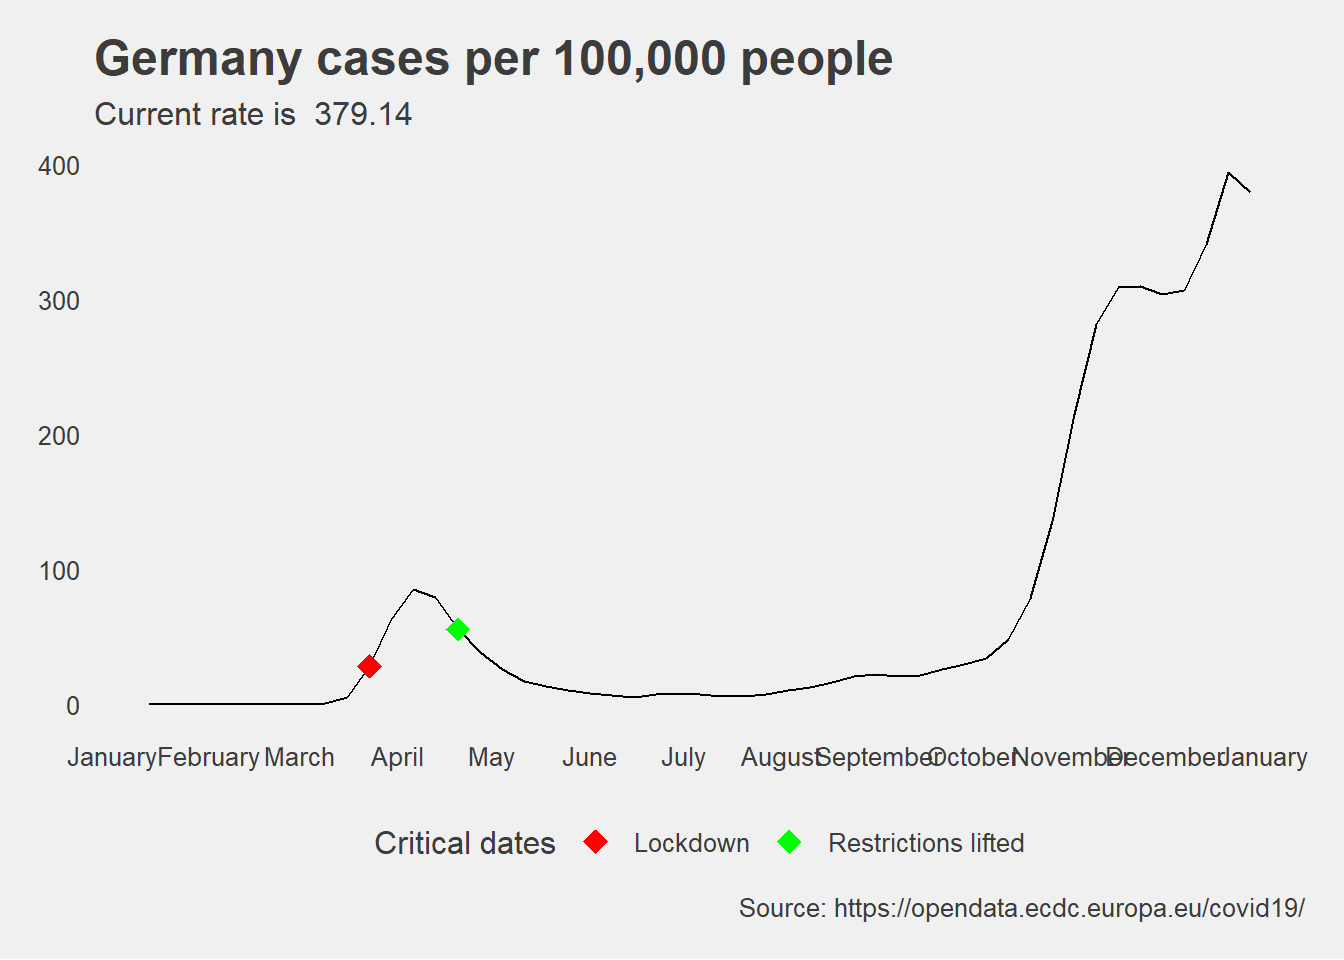 Germany cases per 100,000 people
Current rate is  379.14
400
300
200
100
0
January February March April May June July August September October November December January
Critical dates Lockdown Restrictions lifted
Source: https://opendata.ecdc.europa.eu/covid19/